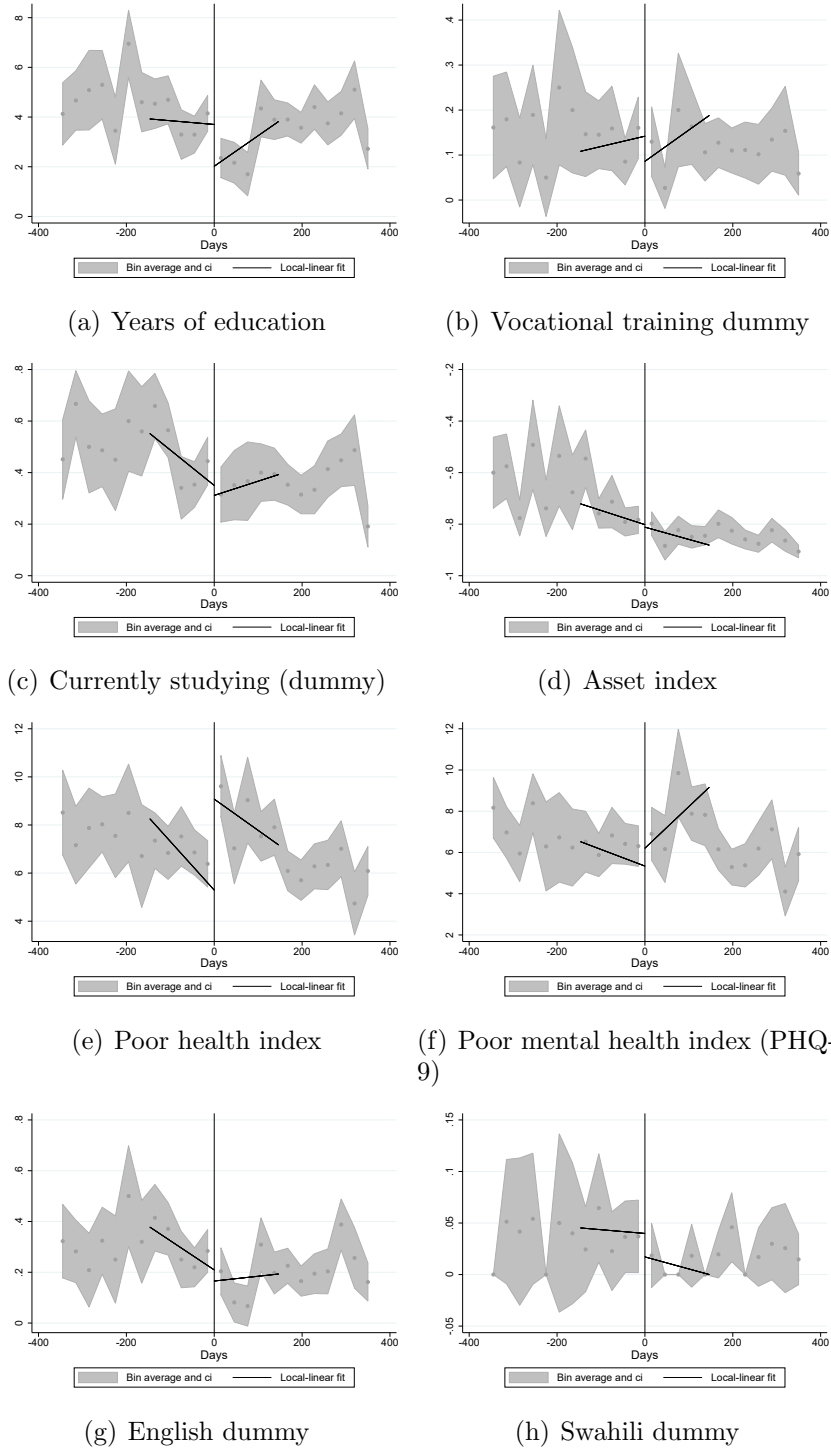 8
6
4
2
0
-400 -200 0 200 400
Days
Bin average and ci Local-linear fit
(a) Years of education
.4
.3
.2
.1
0
-400 -200 0 200 400
Days
Bin average and ci Local-linear fit
(b) Vocational training dummy
.8
.6
.4
.2
0
-400 -200 0 200 400
Days
Bin average and ci Local-linear fit
(c) Currently studying (dummy)
-.2
-.4
-.6
-.8
-1
-400 -200 0 200 400
Days
Bin average and ci Local-linear fit
(d) Asset index
12
10
8
6
4
-400 -200 0 200 400
Days
Bin average and ci Local-linear fit
(e) Poor health index
12
10
8
6
4
2
-400 -200 0 200 400
Days
Bin average and ci Local-linear fit
(f) Poor mental health index (PHQ-
9)
.8
.6
.4
.2
0
-400 -200 0 200 400
Days
Bin average and ci Local-linear fit
(g) English dummy
.15
.1
.05
0
-.05
-400 -200 0 200 400
Days
Bin average and ci Local-linear fit
(h) Swahili dummy